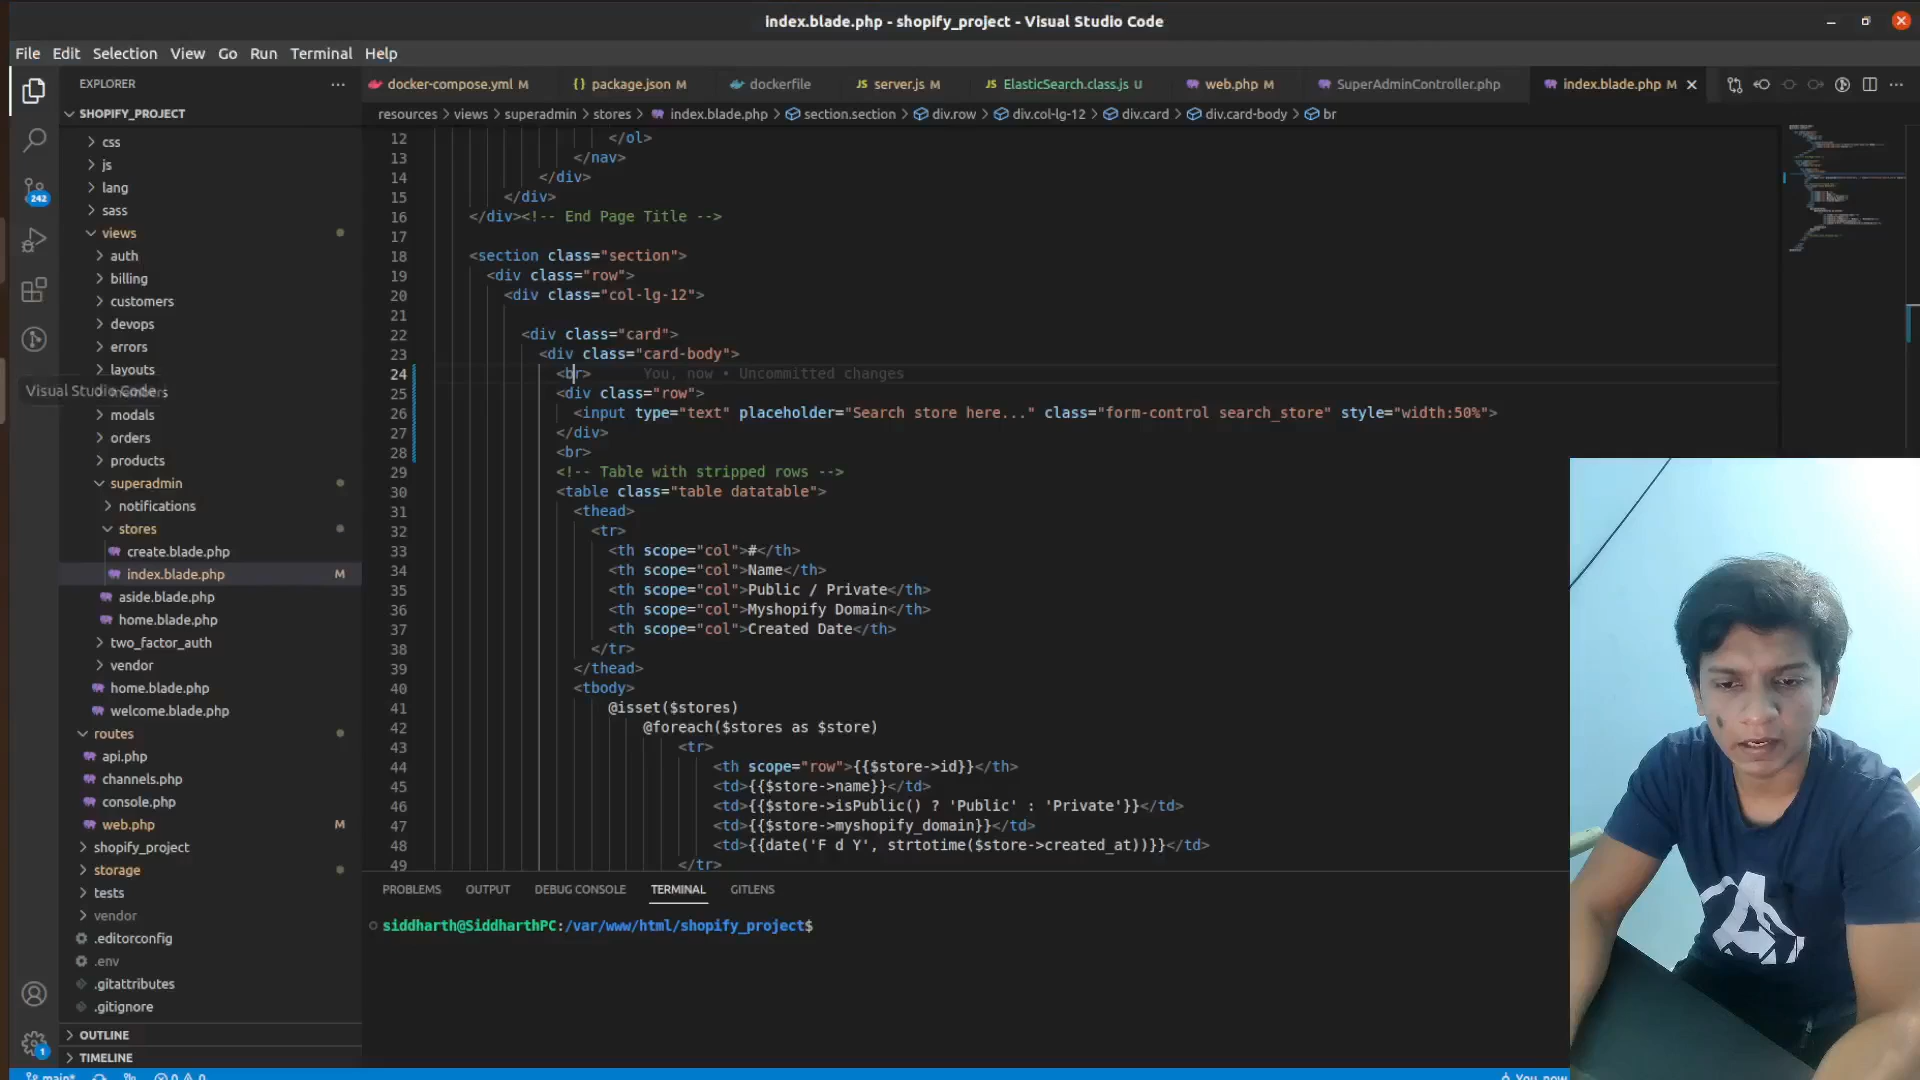 index.blade.php - shopify_project - Visual Studio Code
File Edit Selection View Go Run Terminal Help
EXPLORER
docker-compose.yml M
package.json M
dockerfile
JS server.js M
JS ElasticSearch.class.js U
web.php M
SuperAdminController.php
index.blade.php M
SHOPIFY_PROJECT
resources > views > superadmin > stores > index.blade.php > section.section > div.row > div.col-lg-12 > div.card > div.card-body > br
css
js
lang
sass
views
auth
billing
customers
devops
errors
layouts
Visual Studio Code
modals
orders
products
superadmin
notifications
stores
create.blade.php
index.blade.php M
aside.blade.php
home.blade.php
two_factor_auth
vendor
home.blade.php
welcome.blade.php
routes
api.php
channels.php
console.php
web.php M
shopify_project
storage
tests
vendor
.editorconfig
.env
.gitattributes
.gitignore
OUTLINE
TIMELINE
242
1
12 </ol>
13 </nav>
14 </div>
15 </div>
16 </div><!-- End Page Title -->
17
18 <section class="section">
19 <div class="row">
20 <div class="col-lg-12">
21
22 <div class="card">
23 <div class="card-body">
24 <br> You, now • Uncommitted changes
25 <div class="row">
26 <input type="text" placeholder="Search store here..." class="form-control search_store" style="width:50%">
27 </div>
28 <br>
29 <!-- Table with stripped rows -->
30 <table class="table datatable">
31 <thead>
32 <tr>
33 <th scope="col">#</th>
34 <th scope="col">Name</th>
35 <th scope="col">Public / Private</th>
36 <th scope="col">Myshopify Domain</th>
37 <th scope="col">Created Date</th>
38 </tr>
39 </thead>
40 <tbody>
41 @isset($stores)
42 @foreach($stores as $store)
43 <tr>
44 <th scope="row">{{$store->id}}</th>
45 <td>{{$store->name}}</td>
46 <td>{{$store->isPublic() ? 'Public' : 'Private'}}</td>
47 <td>{{$store->myshopify_domain}}</td>
48 <td>{{date('F d Y', strtotime($store->created_at))}}</td>
49 </tr>
PROBLEMS OUTPUT DEBUG CONSOLE TERMINAL GITLENS
siddharth@SiddharthPC:/var/www/html/shopify_project$
main* 0 0
You, now